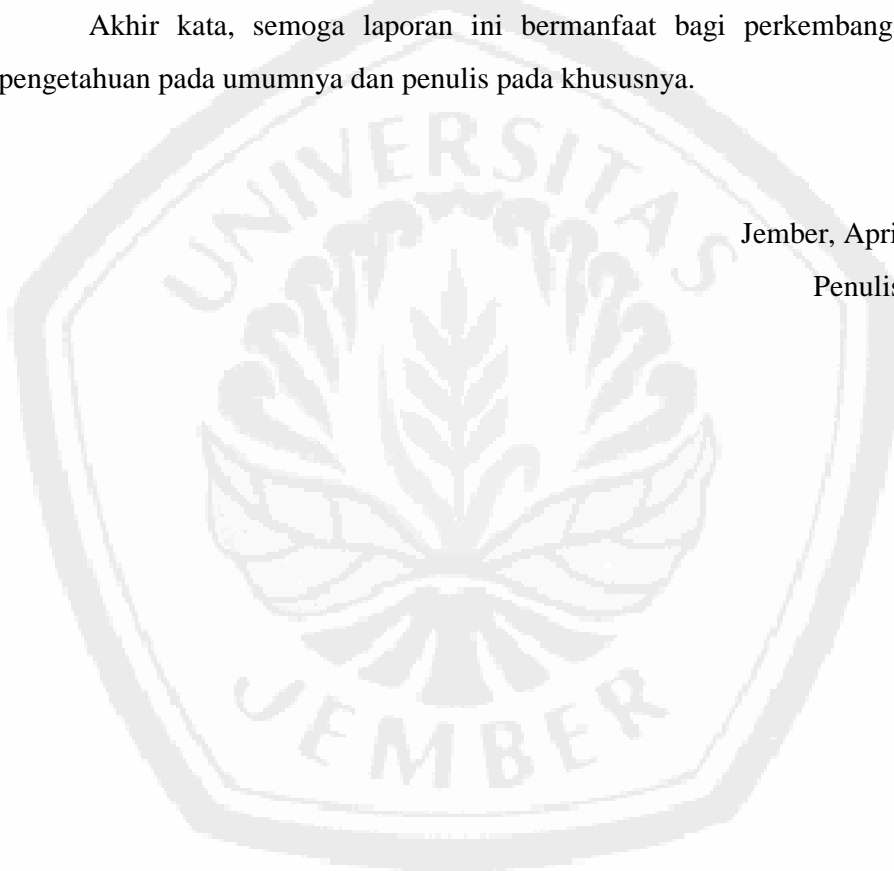 Akhir kata, semoga laporan ini bermanfaat bagi perkembang
pengetahuan pada umumnya dan penulis pada khususnya.
UNIVERSITAS
Jember, Apri
Penulis
JEMBER